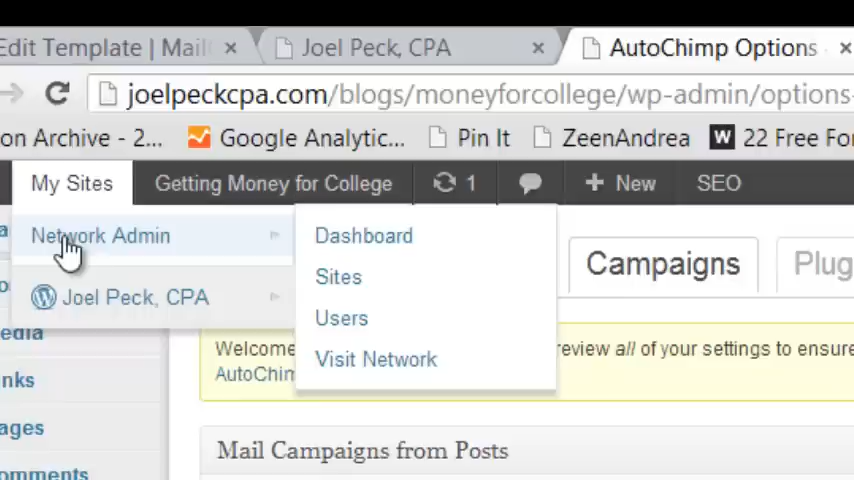 Edit Template | Mail
Joel Peck, CPA
AutoChimp Options
joelpeckcpa.com/blogs/moneyforcollege/wp-admin/options-
on Archive - 2...
Google Analytic...
Pin It
ZeenAndrea
W 22 Free For
My Sites
Getting Money for College
1
+ New
SEO
Network Admin
Joel Peck, CPA
Dashboard
Sites
Users
Visit Network
Campaigns
Plug
Welcome
review all of your settings to ensure
AutoChim
edia
inks
ages
omments
Mail Campaigns from Posts